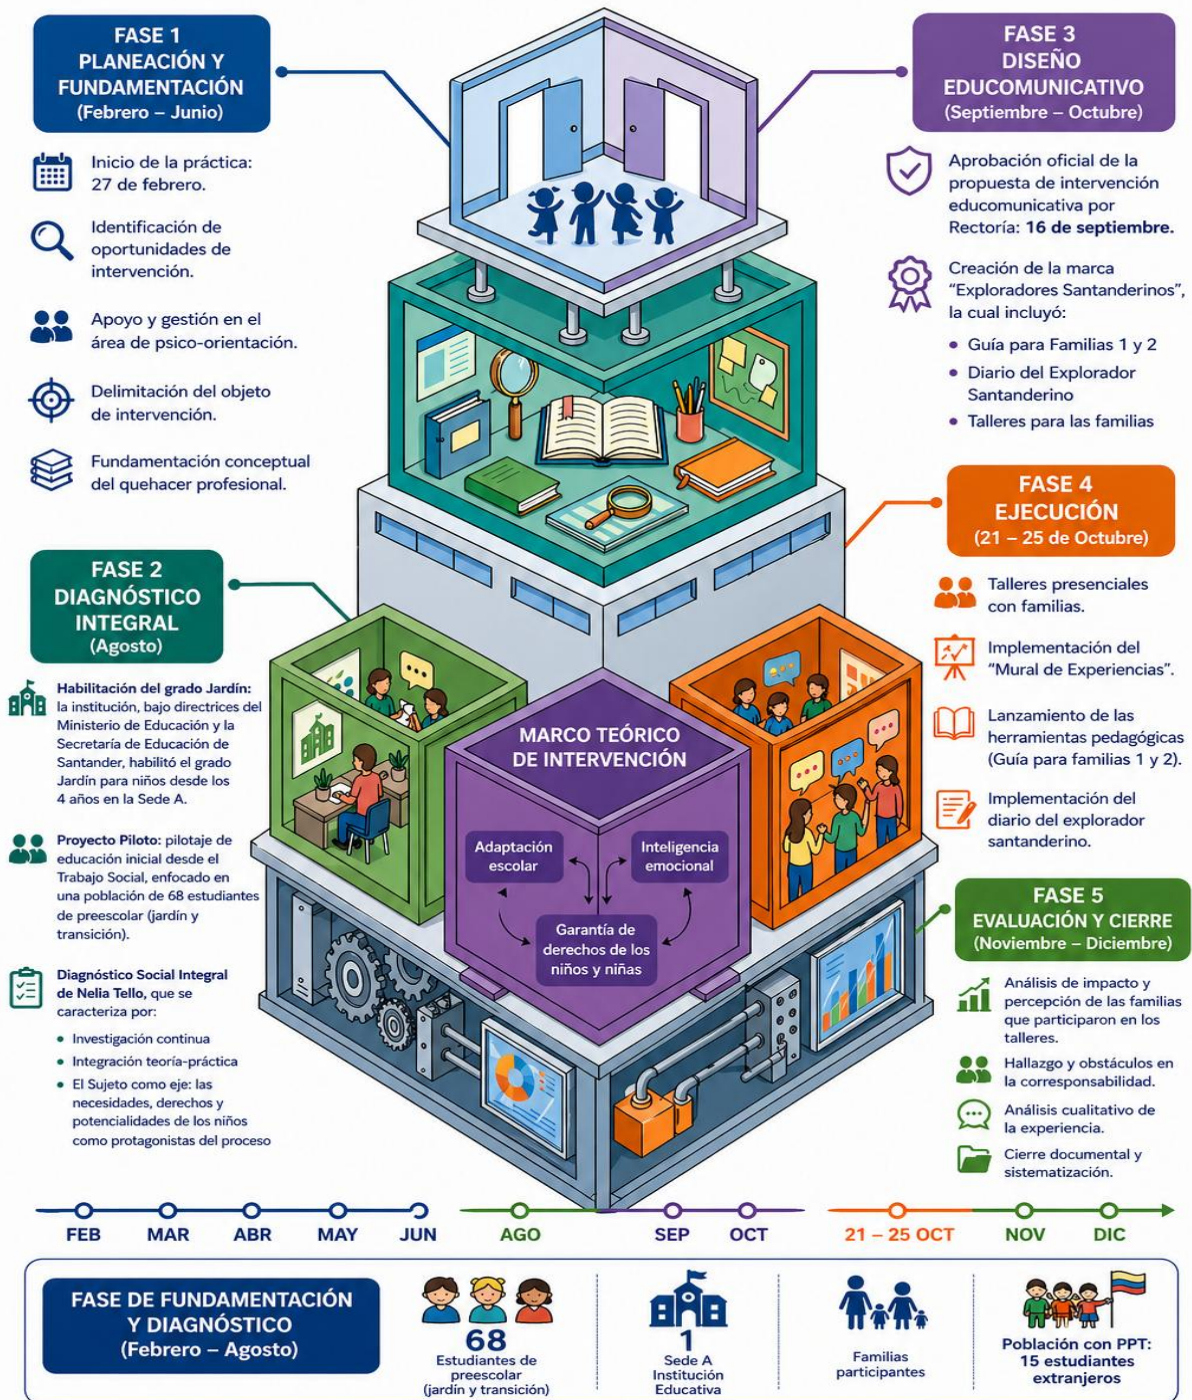 FASE 1
PLANEACIÓN Y
FUNDAMENTACIÓN
(Febrero – Junio)
Inicio de la práctica:
27 de febrero.
Identificación de
oportunidades de
intervención.
Apoyo y gestión en el
área de psico-orientación.
Delimitación del objeto
de intervención.
Fundamentación conceptual
del quehacer profesional.
FASE 2
DIAGNÓSTICO
INTEGRAL
(Agosto)
Habilitación del grado Jardín:
la institución, bajo directrices del
Ministerio de Educación y la
Secretaría de Educación de
Santander, habilitó el grado
Jardín para niños desde los
4 años en la Sede A.
Proyecto Piloto: pilotaje de
educación inicial desde el
Trabajo Social, enfocado en
una población de 68 estudiantes
de preescolar (jardín y
transición).
Diagnóstico Social Integral
de Nelia Tello, que se
caracteriza por:
• Investigación continua
• Integración teoría-práctica
• El Sujeto como eje: las
necesidades, derechos y
potencialidades de los niños
como protagonistas del proceso
MARCO TEÓRICO
DE INTERVENCIÓN
Adaptación
escolar
Inteligencia
emocional
Garantía de
derechos de los
niños y niñas
FASE 3
DISEÑO
EDUCOMUNICATIVO
(Septiembre – Octubre)
Aprobación oficial de la
propuesta de intervención
educomunicativa por
Rectoría: 16 de septiembre.
Creación de la marca
“Exploradores Santanderinos”,
la cual incluyó:
• Guía para Familias 1 y 2
• Diario del Explorador
Santanderino
• Talleres para las familias
FASE 4
EJECUCIÓN
(21 – 25 de Octubre)
Talleres presenciales
con familias.
Implementación del
“Mural de Experiencias”.
Lanzamiento de las
herramientas pedagógicas
(Guía para familias 1 y 2).
Implementación del
diario del explorador
santanderino.
FASE 5
EVALUACIÓN Y CIERRE
(Noviembre – Diciembre)
Análisis de impacto y
percepción de las familias
que participaron en los
talleres.
Hallazgo y obstáculos en
la corresponsabilidad.
Análisis cualitativo de
la experiencia.
Cierre documental y
sistematización.
FEB MAR ABR MAY JUN AGO SEP OCT 21 – 25 OCT NOV DIC
FASE DE FUNDAMENTACIÓN
Y DIAGNÓSTICO
(Febrero – Agosto)
68
Estudiantes de
preescolar
(jardín y transición)
1
Sede A
Institución
Educativa
Familias
participantes
Población con PPT:
15 estudiantes
extranjeros